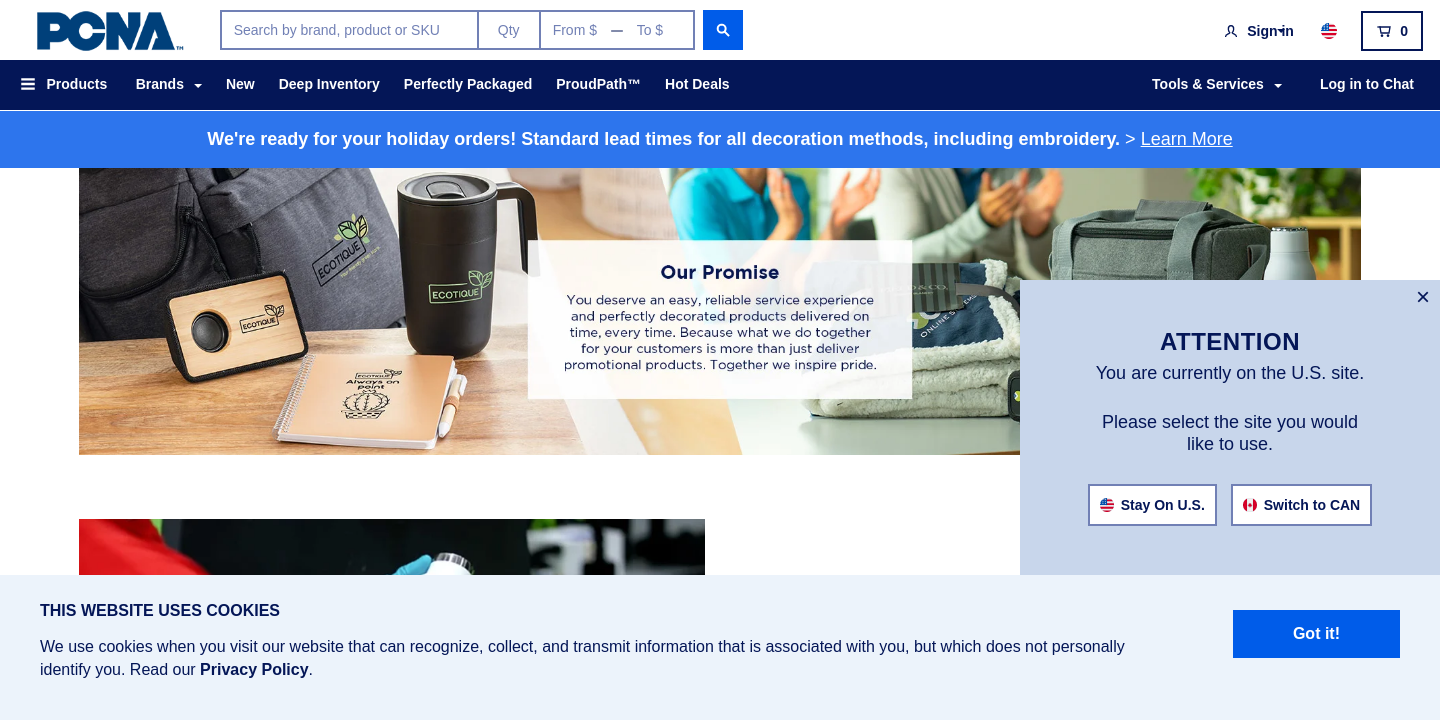 PCNA™
Search by brand, product or SKU
Qty
From $ — To $
Sign in
0
Products
Brands
New
Deep Inventory
Perfectly Packaged
ProudPath™
Hot Deals
Tools & Services
Log in to Chat
We're ready for your holiday orders! Standard lead times for all decoration methods, including embroidery. > Learn More
ECOTIQUE
ECOTIQUE
ECOTIQUE
ECOTIQUE
Always on
point
Our Promise
You deserve an easy, reliable service experience
and perfectly decorated products delivered on
time, every time. Because what we do together
for your customers is more than just deliver
promotional products. Together we inspire pride.
×
ATTENTION
You are currently on the U.S. site.
Please select the site you would
like to use.
Stay On U.S.
Switch to CAN
THIS WEBSITE USES COOKIES
We use cookies when you visit our website that can recognize, collect, and transmit information that is associated with you, but which does not personally
identify you. Read our Privacy Policy.
Got it!